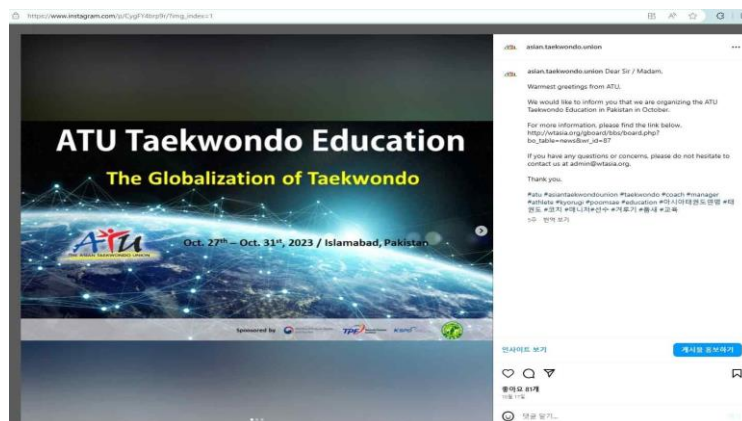 https://www.instagram.com/p/CygFY4brp9r/?img_index=1
ATU Taekwondo Education
The Globalization of Taekwondo
ATU
THE ASIAN TAEKWONDO UNION
Oct. 27th – Oct. 31st, 2023 / Islamabad, Pakistan
Sponsored by
TPF
KSPO
asian.taekwondo.union
asian.taekwondo.union Dear Sir / Madam,
Warmest greetings from ATU.
We would like to inform you that we are organizing the ATU
Taekwondo Education in Pakistan in October.
For more information, please find the link below.
http://wtasia.org/gboard/bbs/board.php?
bo_table=news&wr_id=87
If you have any questions or concerns, please do not hesitate to
contact us at admin@wtasia.org.
Thank you.
#atu #asiantaekwondounion #taekwondo #coach #manager
#athlete #kyorugi #poomsae #education #아시아태권도연맹 #태
권도 #코치 #매니저#선수 #겨루기 #품새 #교육
5주 번역 보기
인사이트 보기
게시물 홍보하기
좋아요 81개
10월 17일
댓글 달기...